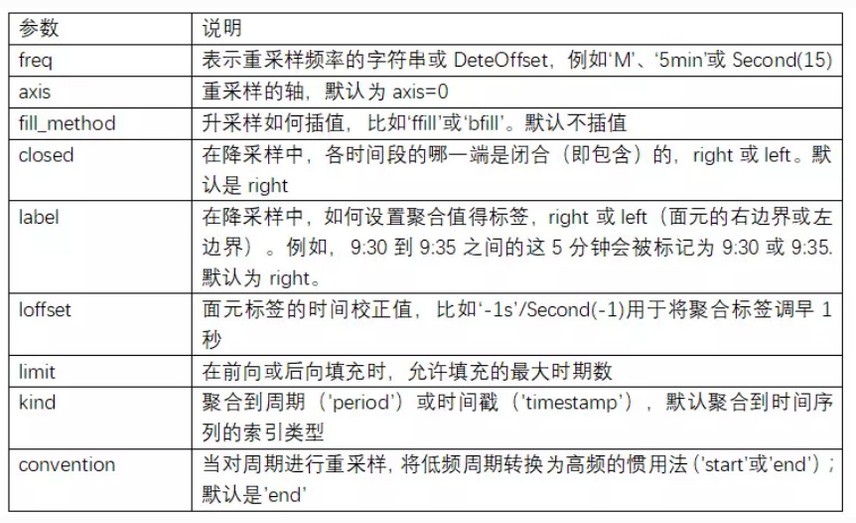 参数 说明
freq 表示重采样频率的字符串或 DeteOffset，例如‘M’、‘5min’或 Second(15)
axis 重采样的轴，默认为 axis=0
fill_method 升采样如何插值，比如‘ffill’或‘bfill’。默认不插值
closed 在降采样中，各时间段的哪一端是闭合（即包含）的，right 或 left。默
认是 right
label 在降采样中，如何设置聚合值得标签，right 或 left（面元的右边界或左
边界）。例如，9:30 到 9:35 之间的这 5 分钟会被标记为 9:30 或 9:35.
默认为 right。
loffset 面元标签的时间校正值，比如‘-1s’/Second(-1)用于将聚合标签调早 1
秒
limit 在前向或后向填充时，允许填充的最大时期数
kind 聚合到周期（‘period’）或时间戳（‘timestamp’），默认聚合到时间序
列的索引类型
convention 当对周期进行重采样，将低频周期转换为高频的惯用法（‘start’或‘end’）；
默认是‘end’